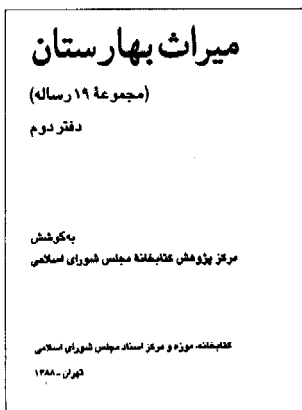 میراث بهارستان
(مجموعهٔ ۱۹ رساله)
دفتر دوم
به‌کوشش
مرکز پژوهش کتابخانهٔ مجلس شورای اسلامی
کتابخانه، موزه و مرکز اسناد مجلس شورای اسلامی
تهران ـ ۱۳۸۸